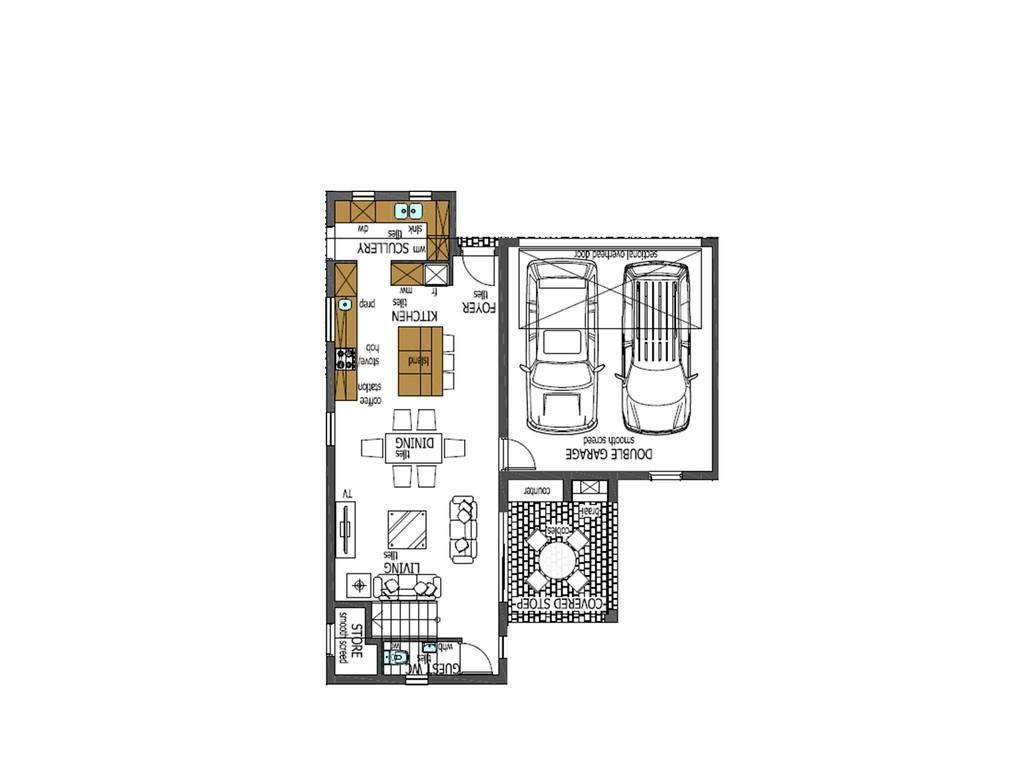 dw
sink
tiles
wm
SCULLERY
mw
fr
tiles
KITCHEN
FOYER
tiles
prep
hob
stove/
Island
station
coffee
sectional overhead door
smooth screed
DOUBLE GARAGE
DINING
tiles
TV
tiles
LIVING
counter
braai
cobbles
COVERED STOEP
STORE
smooth screed
wc
whb
tiles
GUEST WC